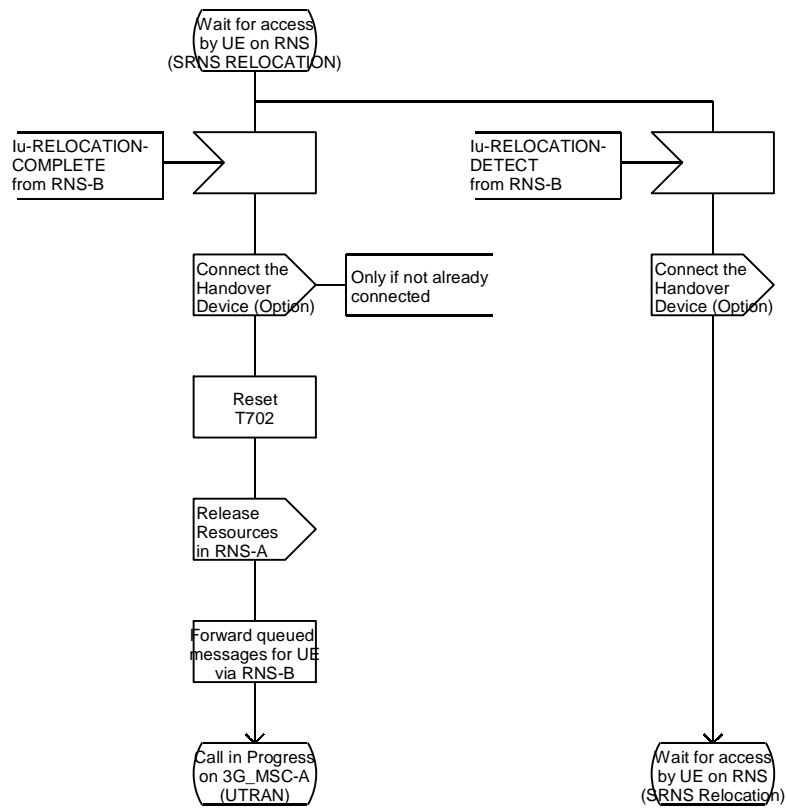 Wait for access
by UE on RNS
(SRNS RELOCATION)
Iu-RELOCATION-
COMPLETE
from RNS-B
Iu-RELOCATION-
DETECT
from RNS-B
Connect the
Handover
Device (Option)
Only if not already
connected
Connect the
Handover
Device (Option)
Reset
T702
Release
Resources
in RNS-A
Forward queued
messages for UE
via RNS-B
Call in Progress
on 3G_MSC-A
(UTRAN)
Wait for access
by UE on RNS
(SRNS Relocation)